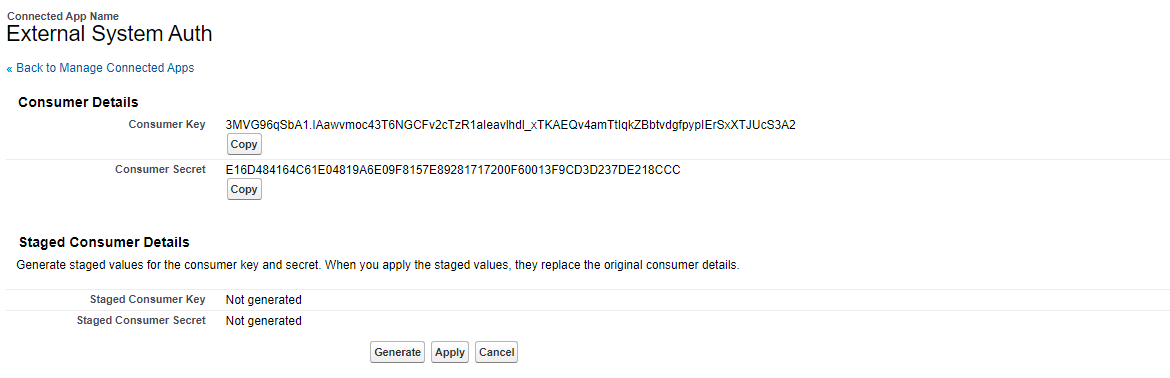 Connected App Name
External System Auth
« Back to Manage Connected Apps
Consumer Details
Consumer Key 3MVG96qSbA1.IAawvmoc43T6NGCFv2cTzR1aIeavIhdl_xTKAEQv4amTtIqkZBbtvdgfpyplErSxXTJUcS3A2
Copy
Consumer Secret E16D484164C61E04819A6E09F8157E89281717200F60013F9CD3D237DE218CCC
Copy
Staged Consumer Details
Generate staged values for the consumer key and secret. When you apply the staged values, they replace the original consumer details.
Staged Consumer Key Not generated
Staged Consumer Secret Not generated
Generate Apply Cancel